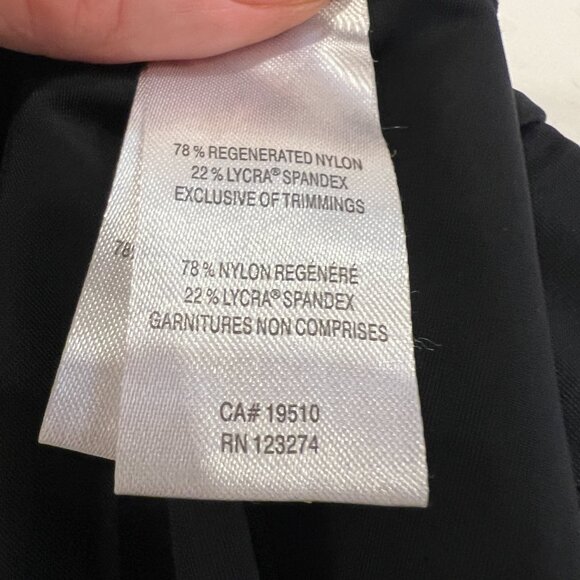 78 % REGENERATED NYLON
22 % LYCRA® SPANDEX
EXCLUSIVE OF TRIMMINGS
78 % NYLON REGÉNÉRÉ
22 % LYCRA® SPANDEX
GARNITURES NON COMPRISES
CA# 19510
RN 123274
78%